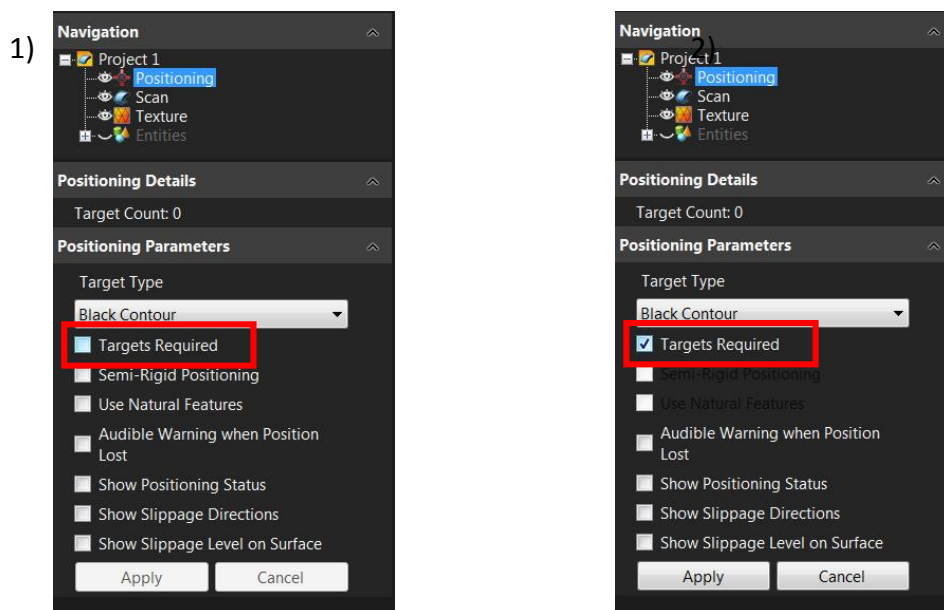 1)
Navigation
Project 1
Positioning
Scan
Texture
Entities
Positioning Details
Target Count: 0
Positioning Parameters
Target Type
Black Contour
Targets Required
Semi-Rigid Positioning
Use Natural Features
Audible Warning when Position
Lost
Show Positioning Status
Show Slippage Directions
Show Slippage Level on Surface
Apply Cancel
2)
Navigation
Project 1
Positioning
Scan
Texture
Entities
Positioning Details
Target Count: 0
Positioning Parameters
Target Type
Black Contour
Targets Required
Semi-Rigid Positioning
Use Natural Features
Audible Warning when Position
Lost
Show Positioning Status
Show Slippage Directions
Show Slippage Level on Surface
Apply Cancel